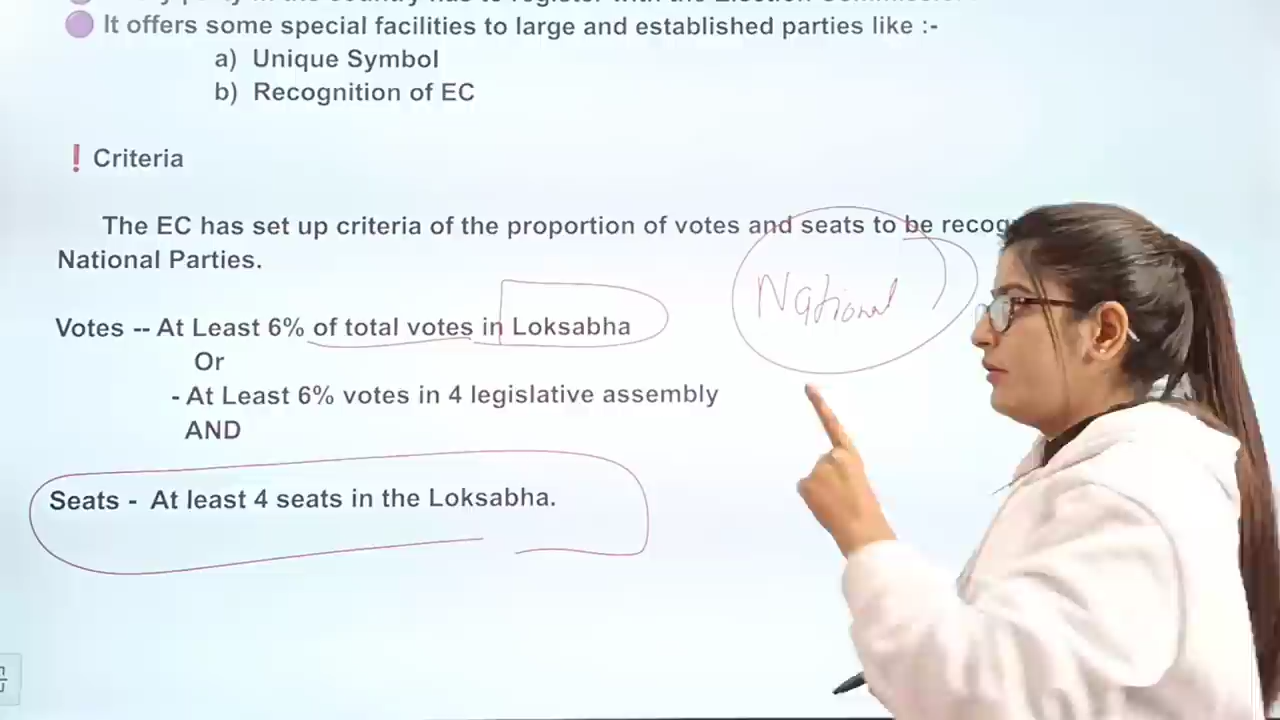 It offers some special facilities to large and established parties like :-
a) Unique Symbol
b) Recognition of EC
❗ Criteria
The EC has set up criteria of the proportion of votes and seats to be recog
National Parties.
National
Votes -- At Least 6% of total votes in Loksabha
Or
- At Least 6% votes in 4 legislative assembly
AND
Seats - At least 4 seats in the Loksabha.